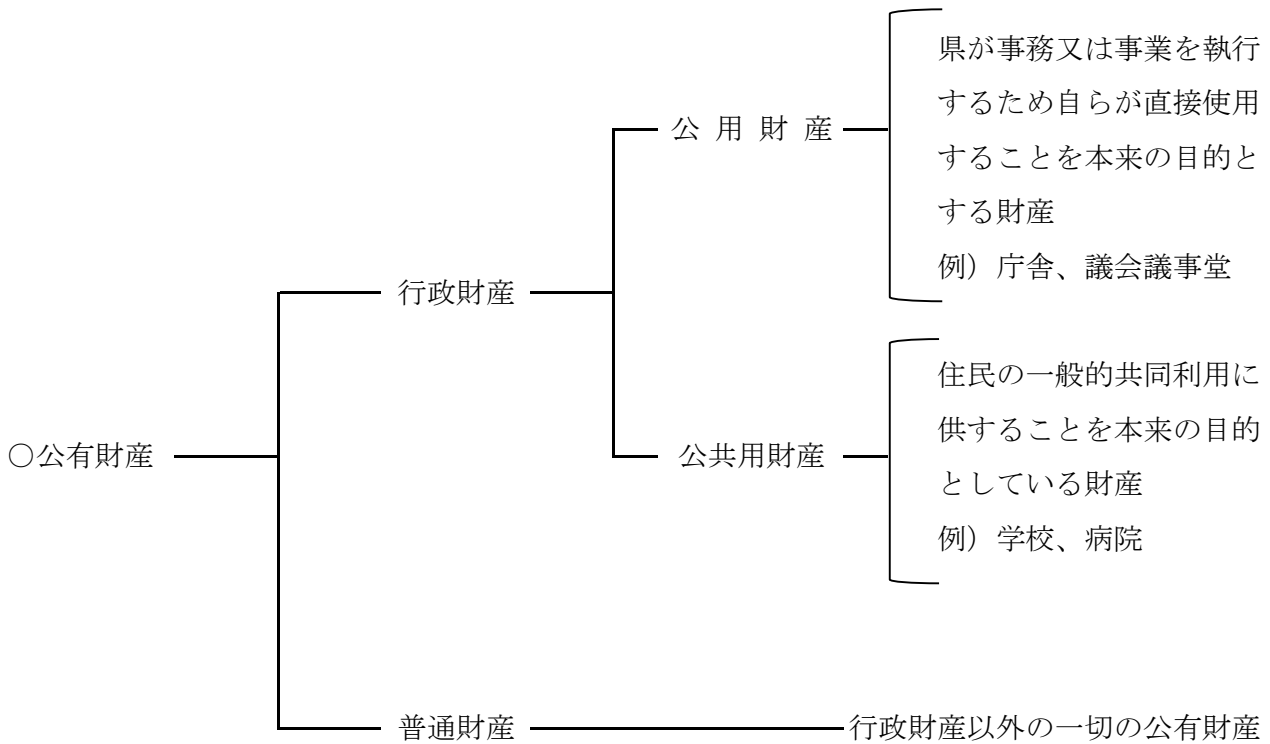 県が事務又は事業を執行
するため自らが直接使用
することを本来の目的と
する財産
例）庁舎、議会議事堂
公用財産
行政財産
住民の一般的共同利用に
供することを本来の目的
としている財産
例）学校、病院
公共用財産
○公有財産
普通財産
行政財産以外の一切の公有財産